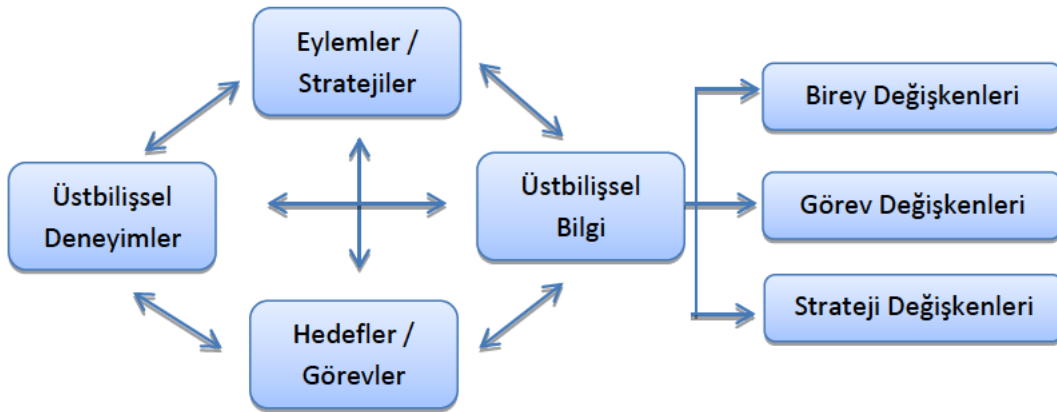 Eylemler /
Stratejiler
Üstbilişsel
Deneyimler
Üstbilişsel
Bilgi
Hedefler /
Görevler
Birey Değişkenleri
Görev Değişkenleri
Strateji Değişkenleri